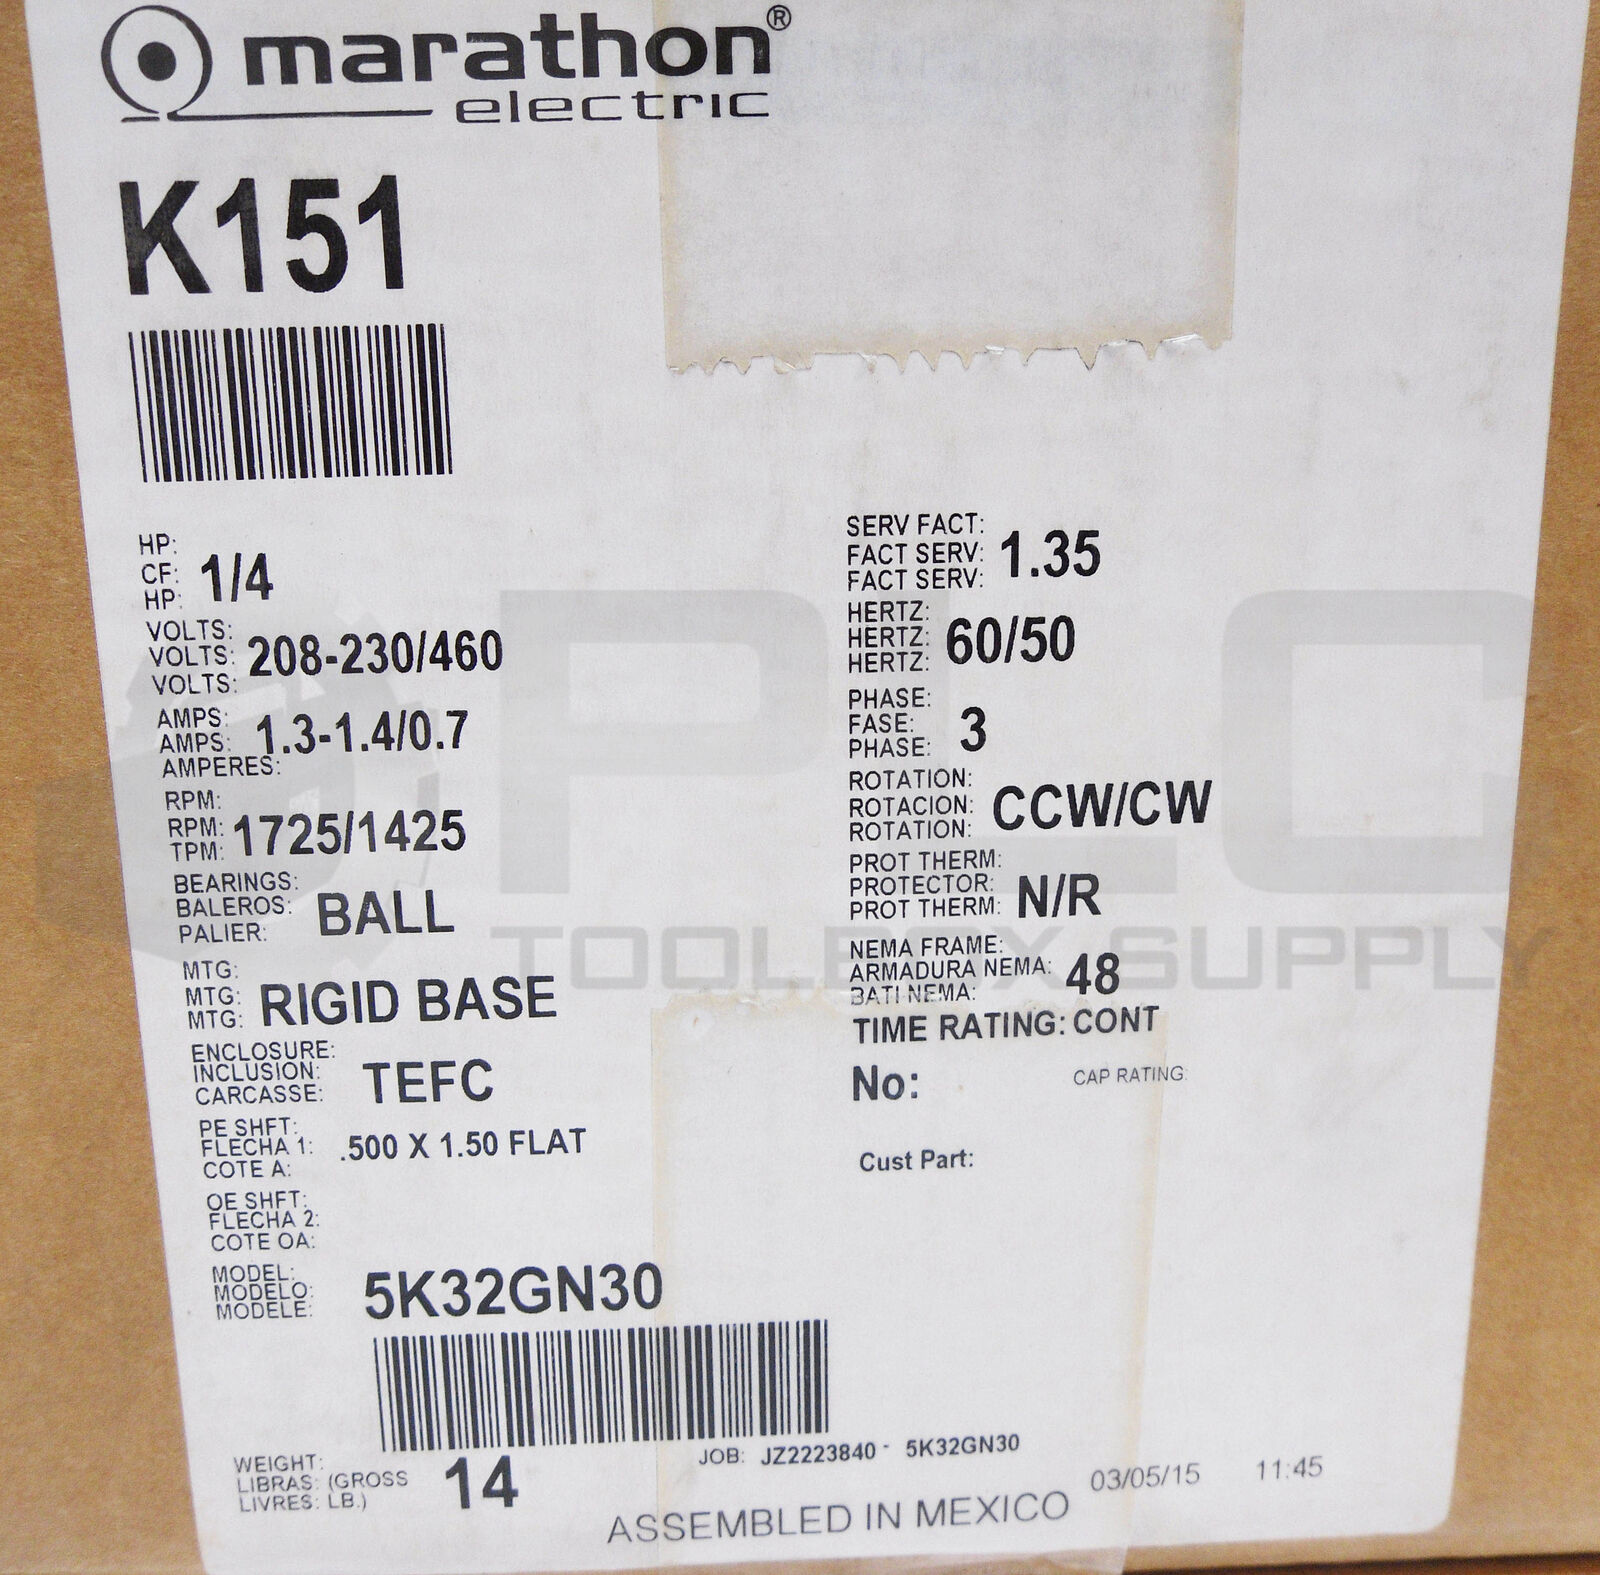 marathon®
electric
K151
HP:
CF: 1/4
HP:
VOLTS:
VOLTS: 208-230/460
VOLTS:
AMPS:
AMPS: 1.3-1.4/0.7
AMPERES:
RPM:
RPM: 1725/1425
TPM:
BEARINGS:
BALEROS: BALL
PALIER:
MTG:
MTG: RIGID BASE
MTG:
ENCLOSURE:
INCLUSION: TEFC
CARCASSE:
PE SHFT:
FLECHA 1: .500 X 1.50 FLAT
COTE A:
OE SHFT:
FLECHA 2:
COTE OA:
MODEL:
MODELO: 5K32GN30
MODELE:
WEIGHT:
LIBRAS: (GROSS 14
LIVRES: LB.)
SERV FACT:
FACT SERV: 1.35
FACT SERV:
HERTZ:
HERTZ: 60/50
HERTZ:
PHASE:
FASE: 3
PHASE:
ROTATION:
ROTACION: CCW/CW
ROTATION:
PROT THERM:
PROTECTOR: N/R
PROT THERM:
NEMA FRAME:
ARMADURA NEMA: 48
BATI NEMA:
TIME RATING: CONT
No: CAP RATING:
Cust Part:
JOB: JZ2223840 - 5K32GN30
03/05/15 11:45
ASSEMBLED IN MEXICO
PLC
TOOLBOX SUPPLY